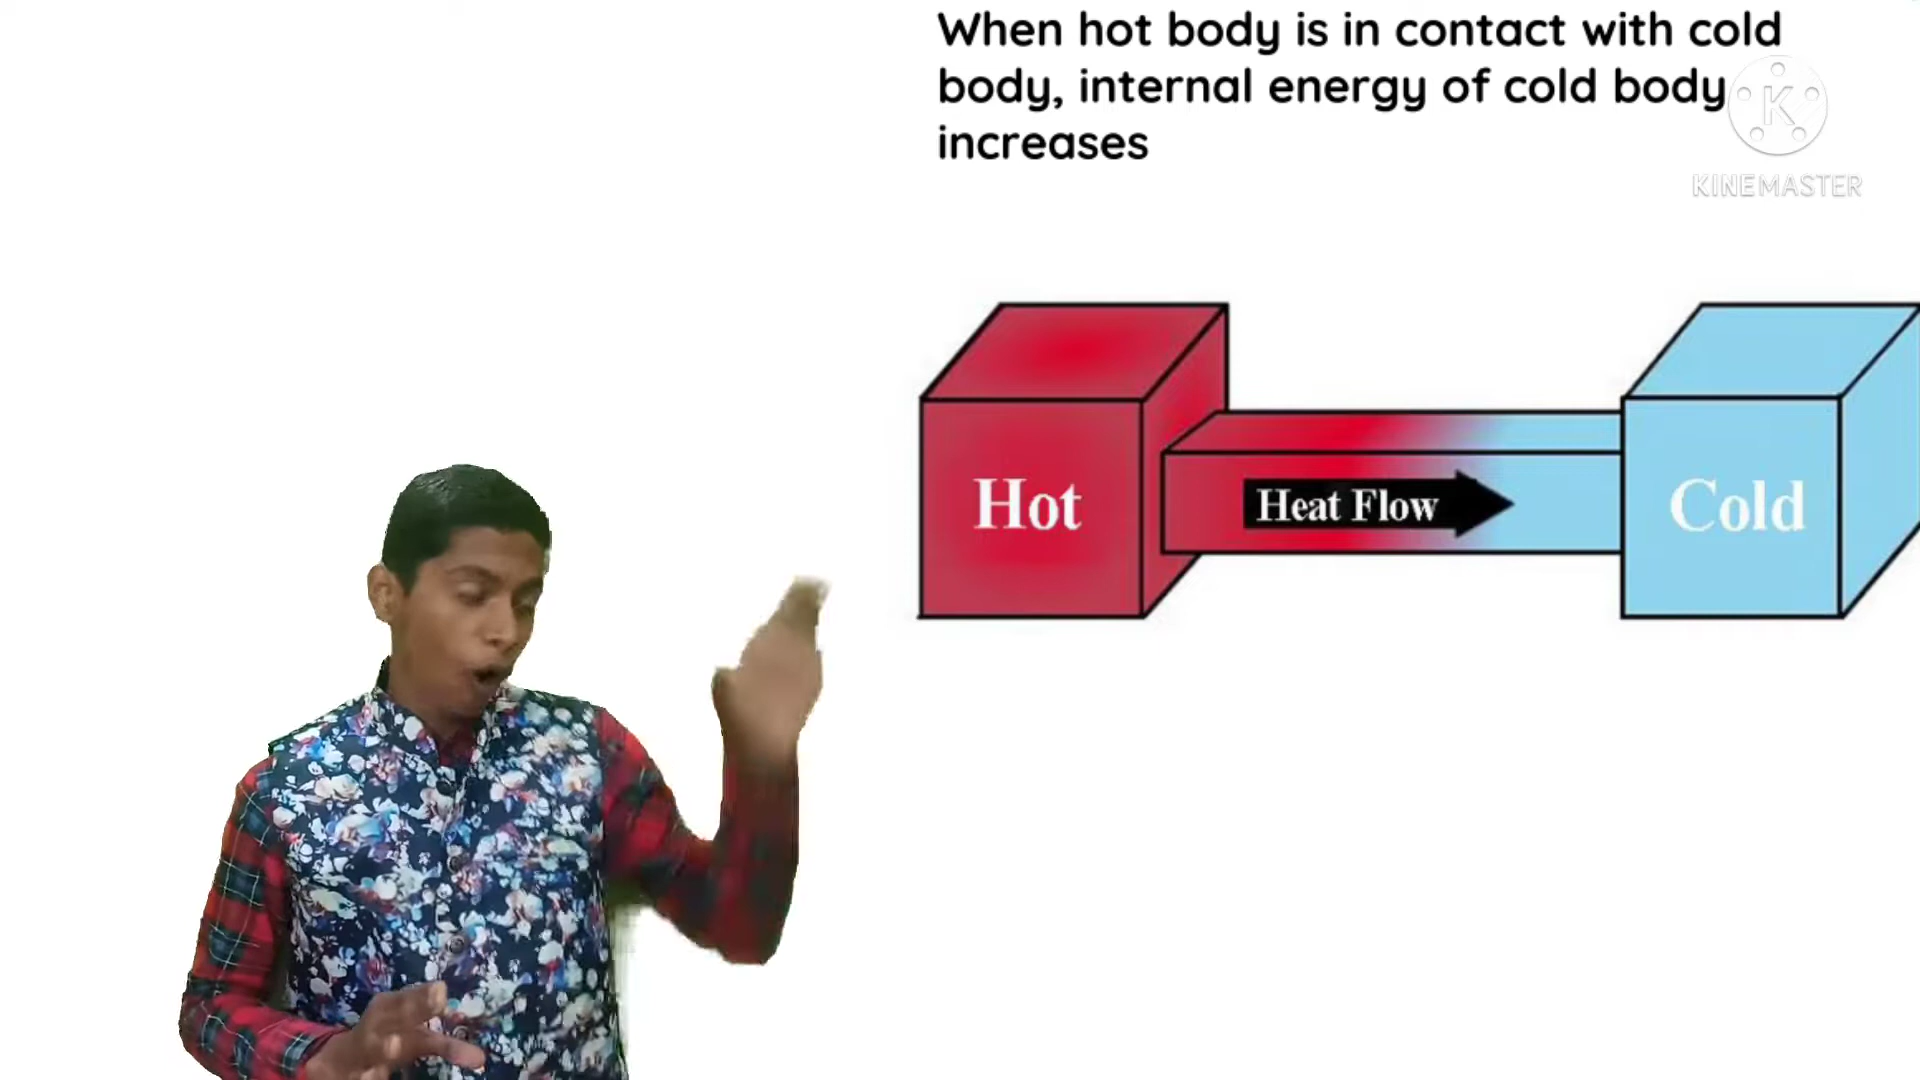 When hot body is in contact with cold
body, internal energy of cold body
increases
K
KINEMASTER
Hot
Heat Flow
Cold